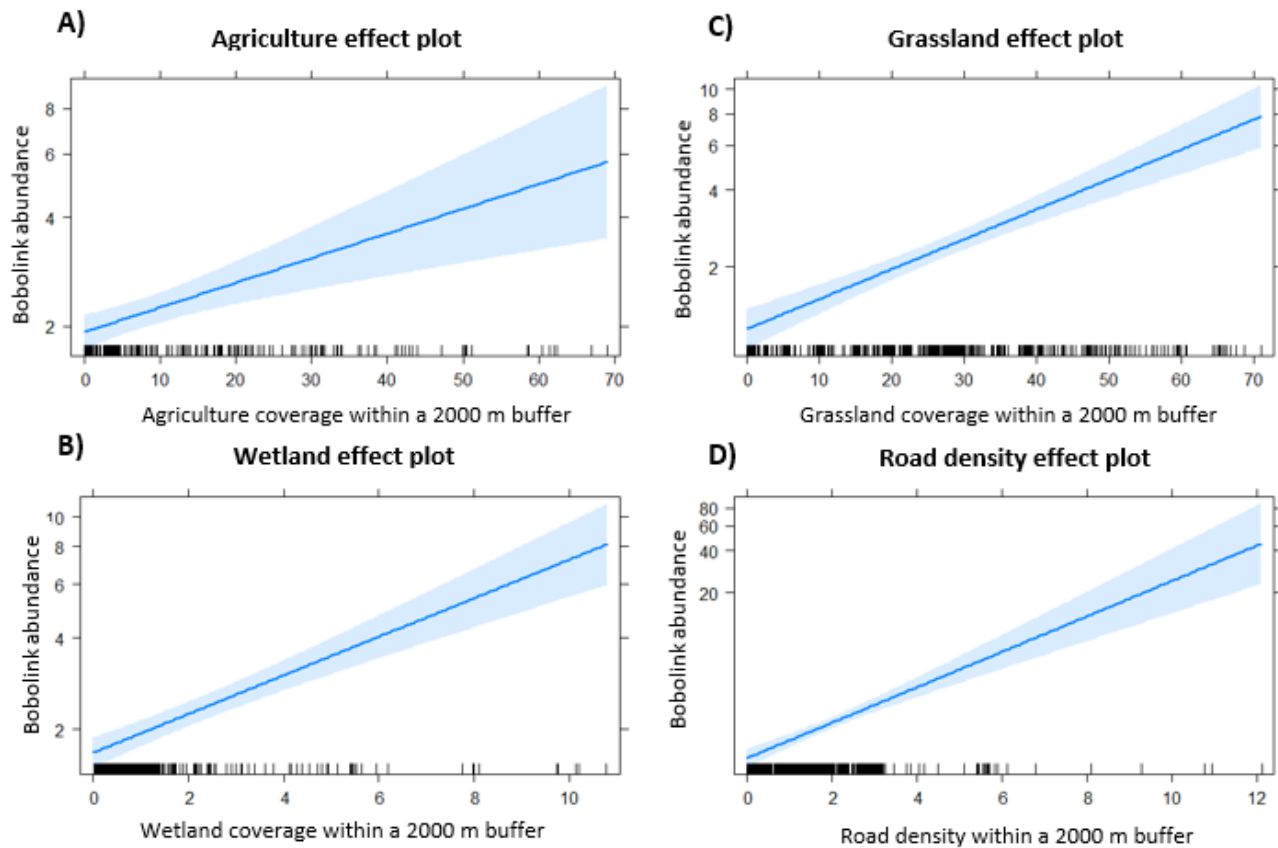 A)
Agriculture effect plot
Bobolink abundance
8
6
4
2
0 10 20 30 40 50 60 70
Agriculture coverage within a 2000 m buffer
B)
Wetland effect plot
Bobolink abundance
10
8
6
4
2
0 2 4 6 8 10
Wetland coverage within a 2000 m buffer
C)
Grassland effect plot
Bobolink abundance
10
8
6
4
2
0 10 20 30 40 50 60 70
Grassland coverage within a 2000 m buffer
D)
Road density effect plot
Bobolink abundance
80
60
40
20
0 2 4 6 8 10 12
Road density within a 2000 m buffer